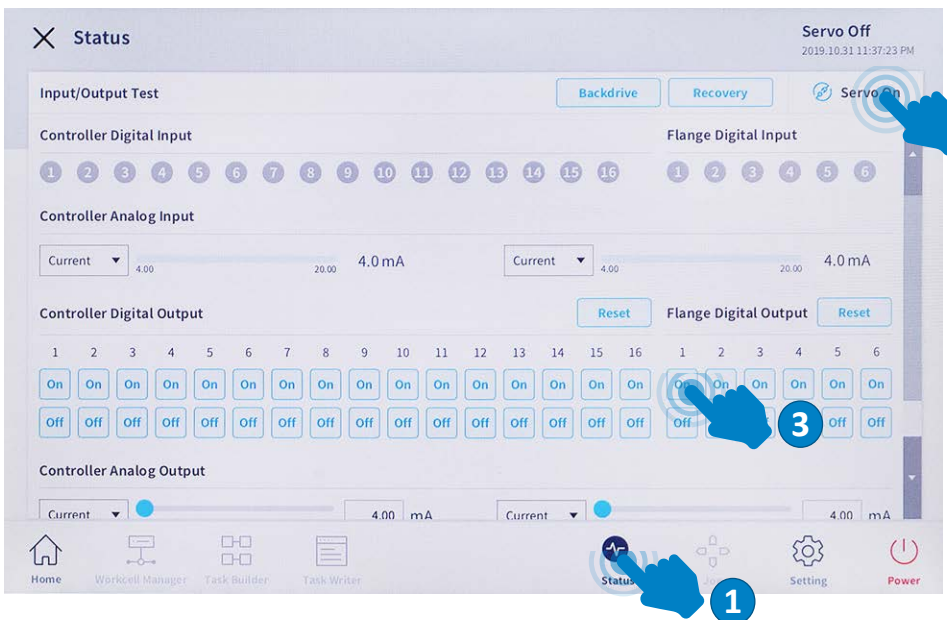 Status
Servo Off
2019.10.31 11:37:23 PM
Input/Output Test
Backdrive
Recovery
Servo On
Controller Digital Input
Flange Digital Input
1 2 3 4 5 6 7 8 9 10 11 12 13 14 15 16 1 2 3 4 5 6
Controller Analog Input
Current 4.00 20.00 4.0 mA Current 4.00 20.00 4.0 mA
Controller Digital Output
Reset
Flange Digital Output
Reset
1 2 3 4 5 6 7 8 9 10 11 12 13 14 15 16 1 2 3 4 5 6
On On On On On On On On On On On On On On On On On On On On On
Off Off Off Off Off Off Off Off Off Off Off Off Off Off Off Off Off Off Off
3
Controller Analog Output
Current 4.00 mA Current 4.00 mA
Home Workcell Manager Task Builder Task Writer Status Setting Power
1